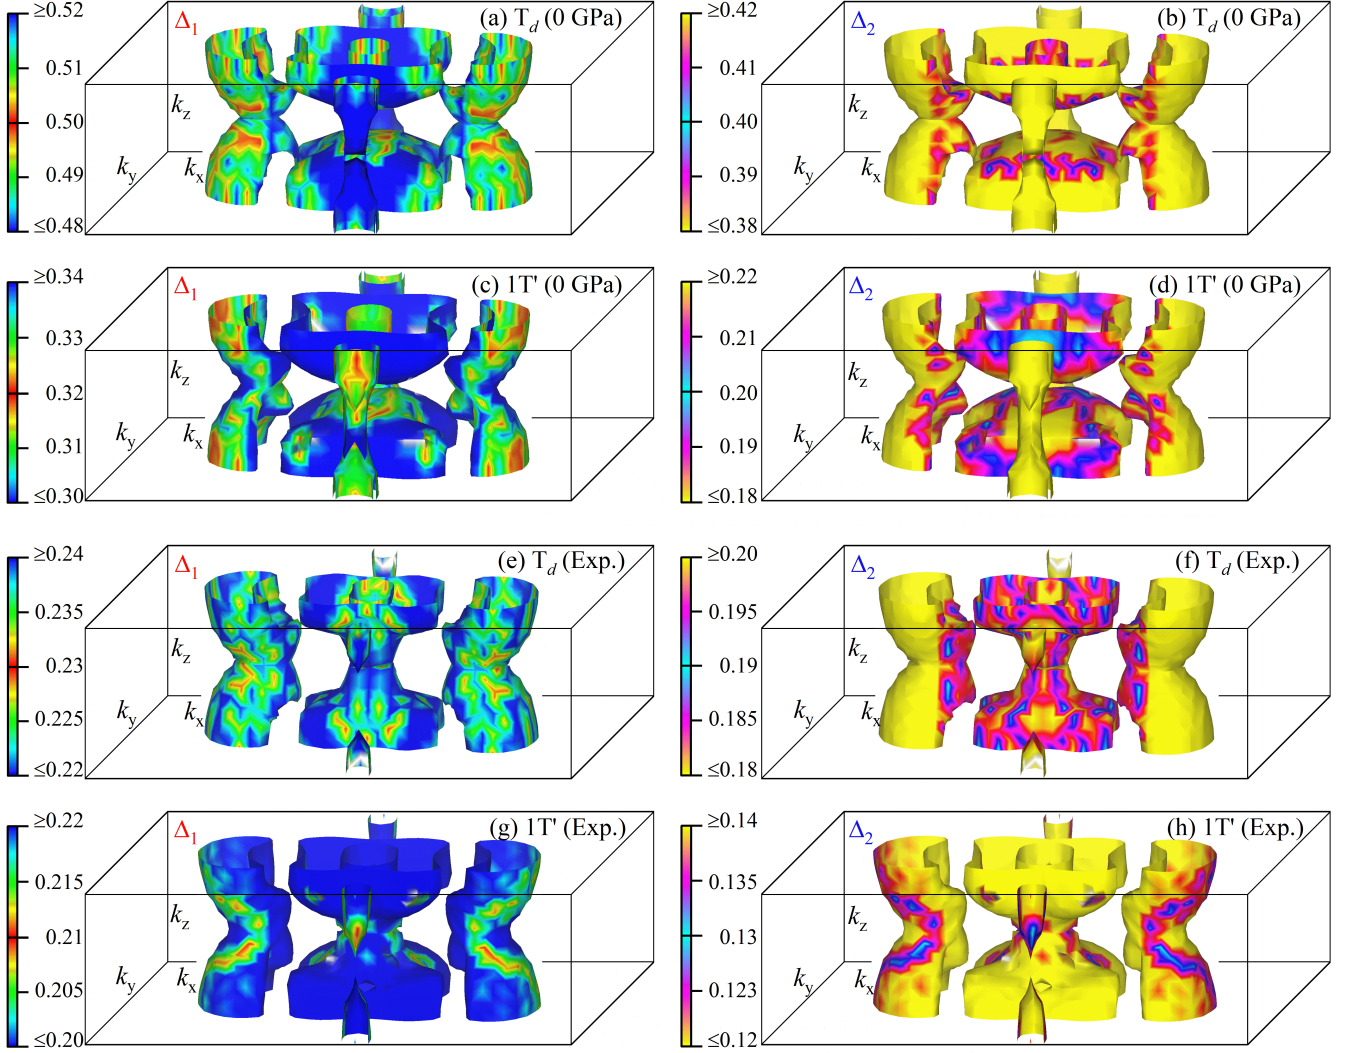 ≥0.52
0.51
0.50
0.49
≤0.48
Δ1
(a) Td (0 GPa)
kz
ky
kx
≥0.42
0.41
0.40
0.39
≤0.38
Δ2
(b) Td (0 GPa)
kz
ky
kx
≥0.34
0.33
0.32
0.31
≤0.30
Δ1
(c) 1T' (0 GPa)
kz
ky
kx
≥0.22
0.21
0.20
0.19
≤0.18
Δ2
(d) 1T' (0 GPa)
kz
ky
kx
≥0.24
0.235
0.23
0.225
≤0.22
Δ1
(e) Td (Exp.)
kz
ky
kx
≥0.20
0.195
0.19
0.185
≤0.18
Δ2
(f) Td (Exp.)
kz
ky
kx
≥0.22
0.215
0.21
0.205
≤0.20
Δ1
(g) 1T' (Exp.)
kz
ky
kx
≥0.14
0.135
0.13
0.123
≤0.12
Δ2
(h) 1T' (Exp.)
kz
ky
kx